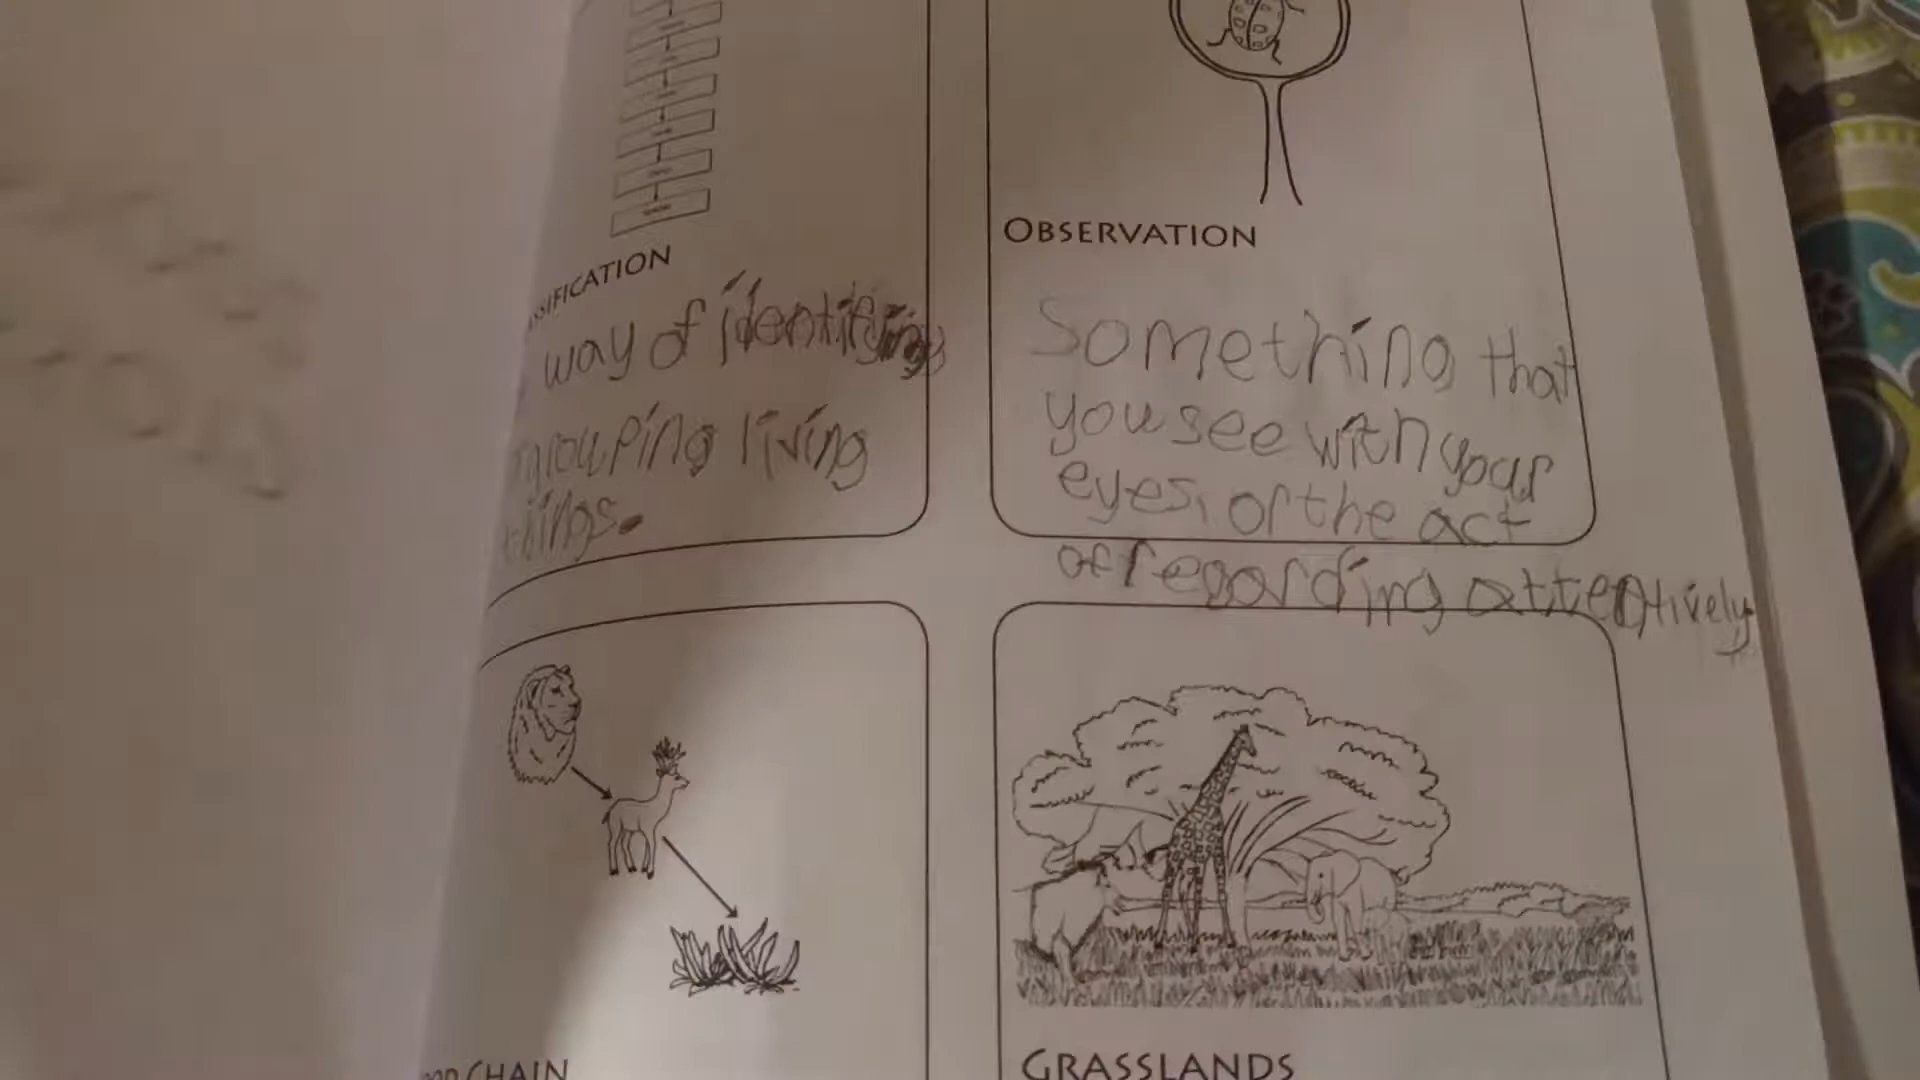 SSIFICATION
way of identifying
grouping living
things.
OBSERVATION
Something that
you see with your
eyes, or the act
of regarding attentively
CHAIN
GRASSLANDS